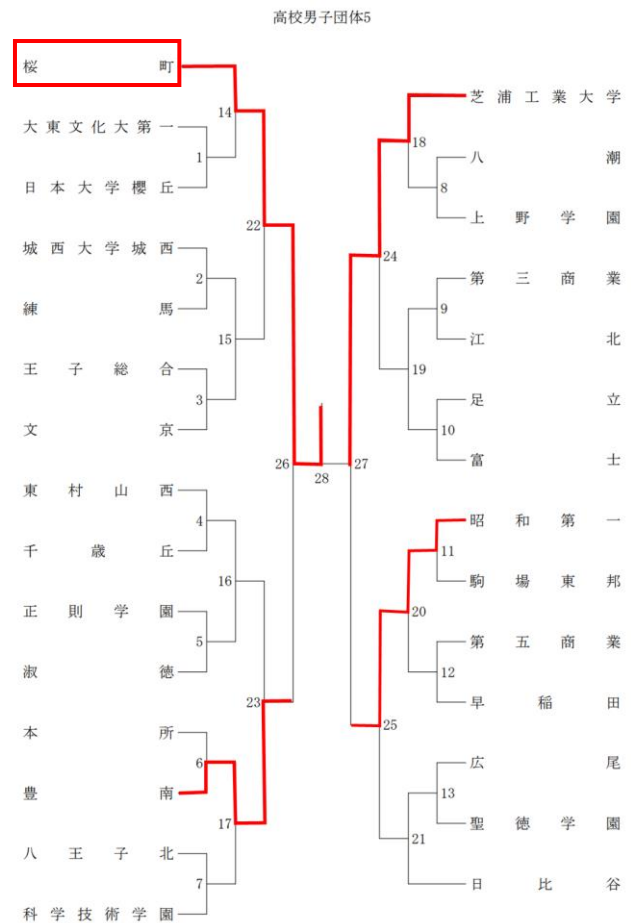 高校男子団体5
桜町
大東文化大第一
日本大学櫻丘
城西大学城西
練馬
王子総合
文京
東村山西
千歳丘
正則学園
淑徳
本所
豊南
八王子北
科学技術学園
1
2
3
4
5
6
7
14
15
16
17
22
23
26
28
27
24
25
18
19
20
21
8
9
10
11
12
13
芝浦工業大学
八潮
上野学園
第三商業
江北
足立
富士
昭和第一
駒場東邦
第五商業
早稲田
広尾
聖徳学園
日比谷